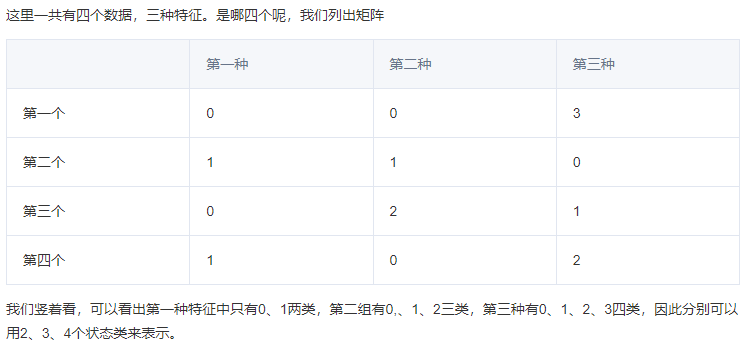 这里一共有四个数据，三种特征。是哪四个呢，我们列出矩阵
第一种 第二种 第三种
第一个 0 0 3
第二个 1 1 0
第三个 0 2 1
第四个 1 0 2
我们竖着看，可以看出第一种特征中只有0、1两类，第二组有0,、1、2三类，第三种有0、1、2、3四类，因此分别可以
用2、3、4个状态类来表示。